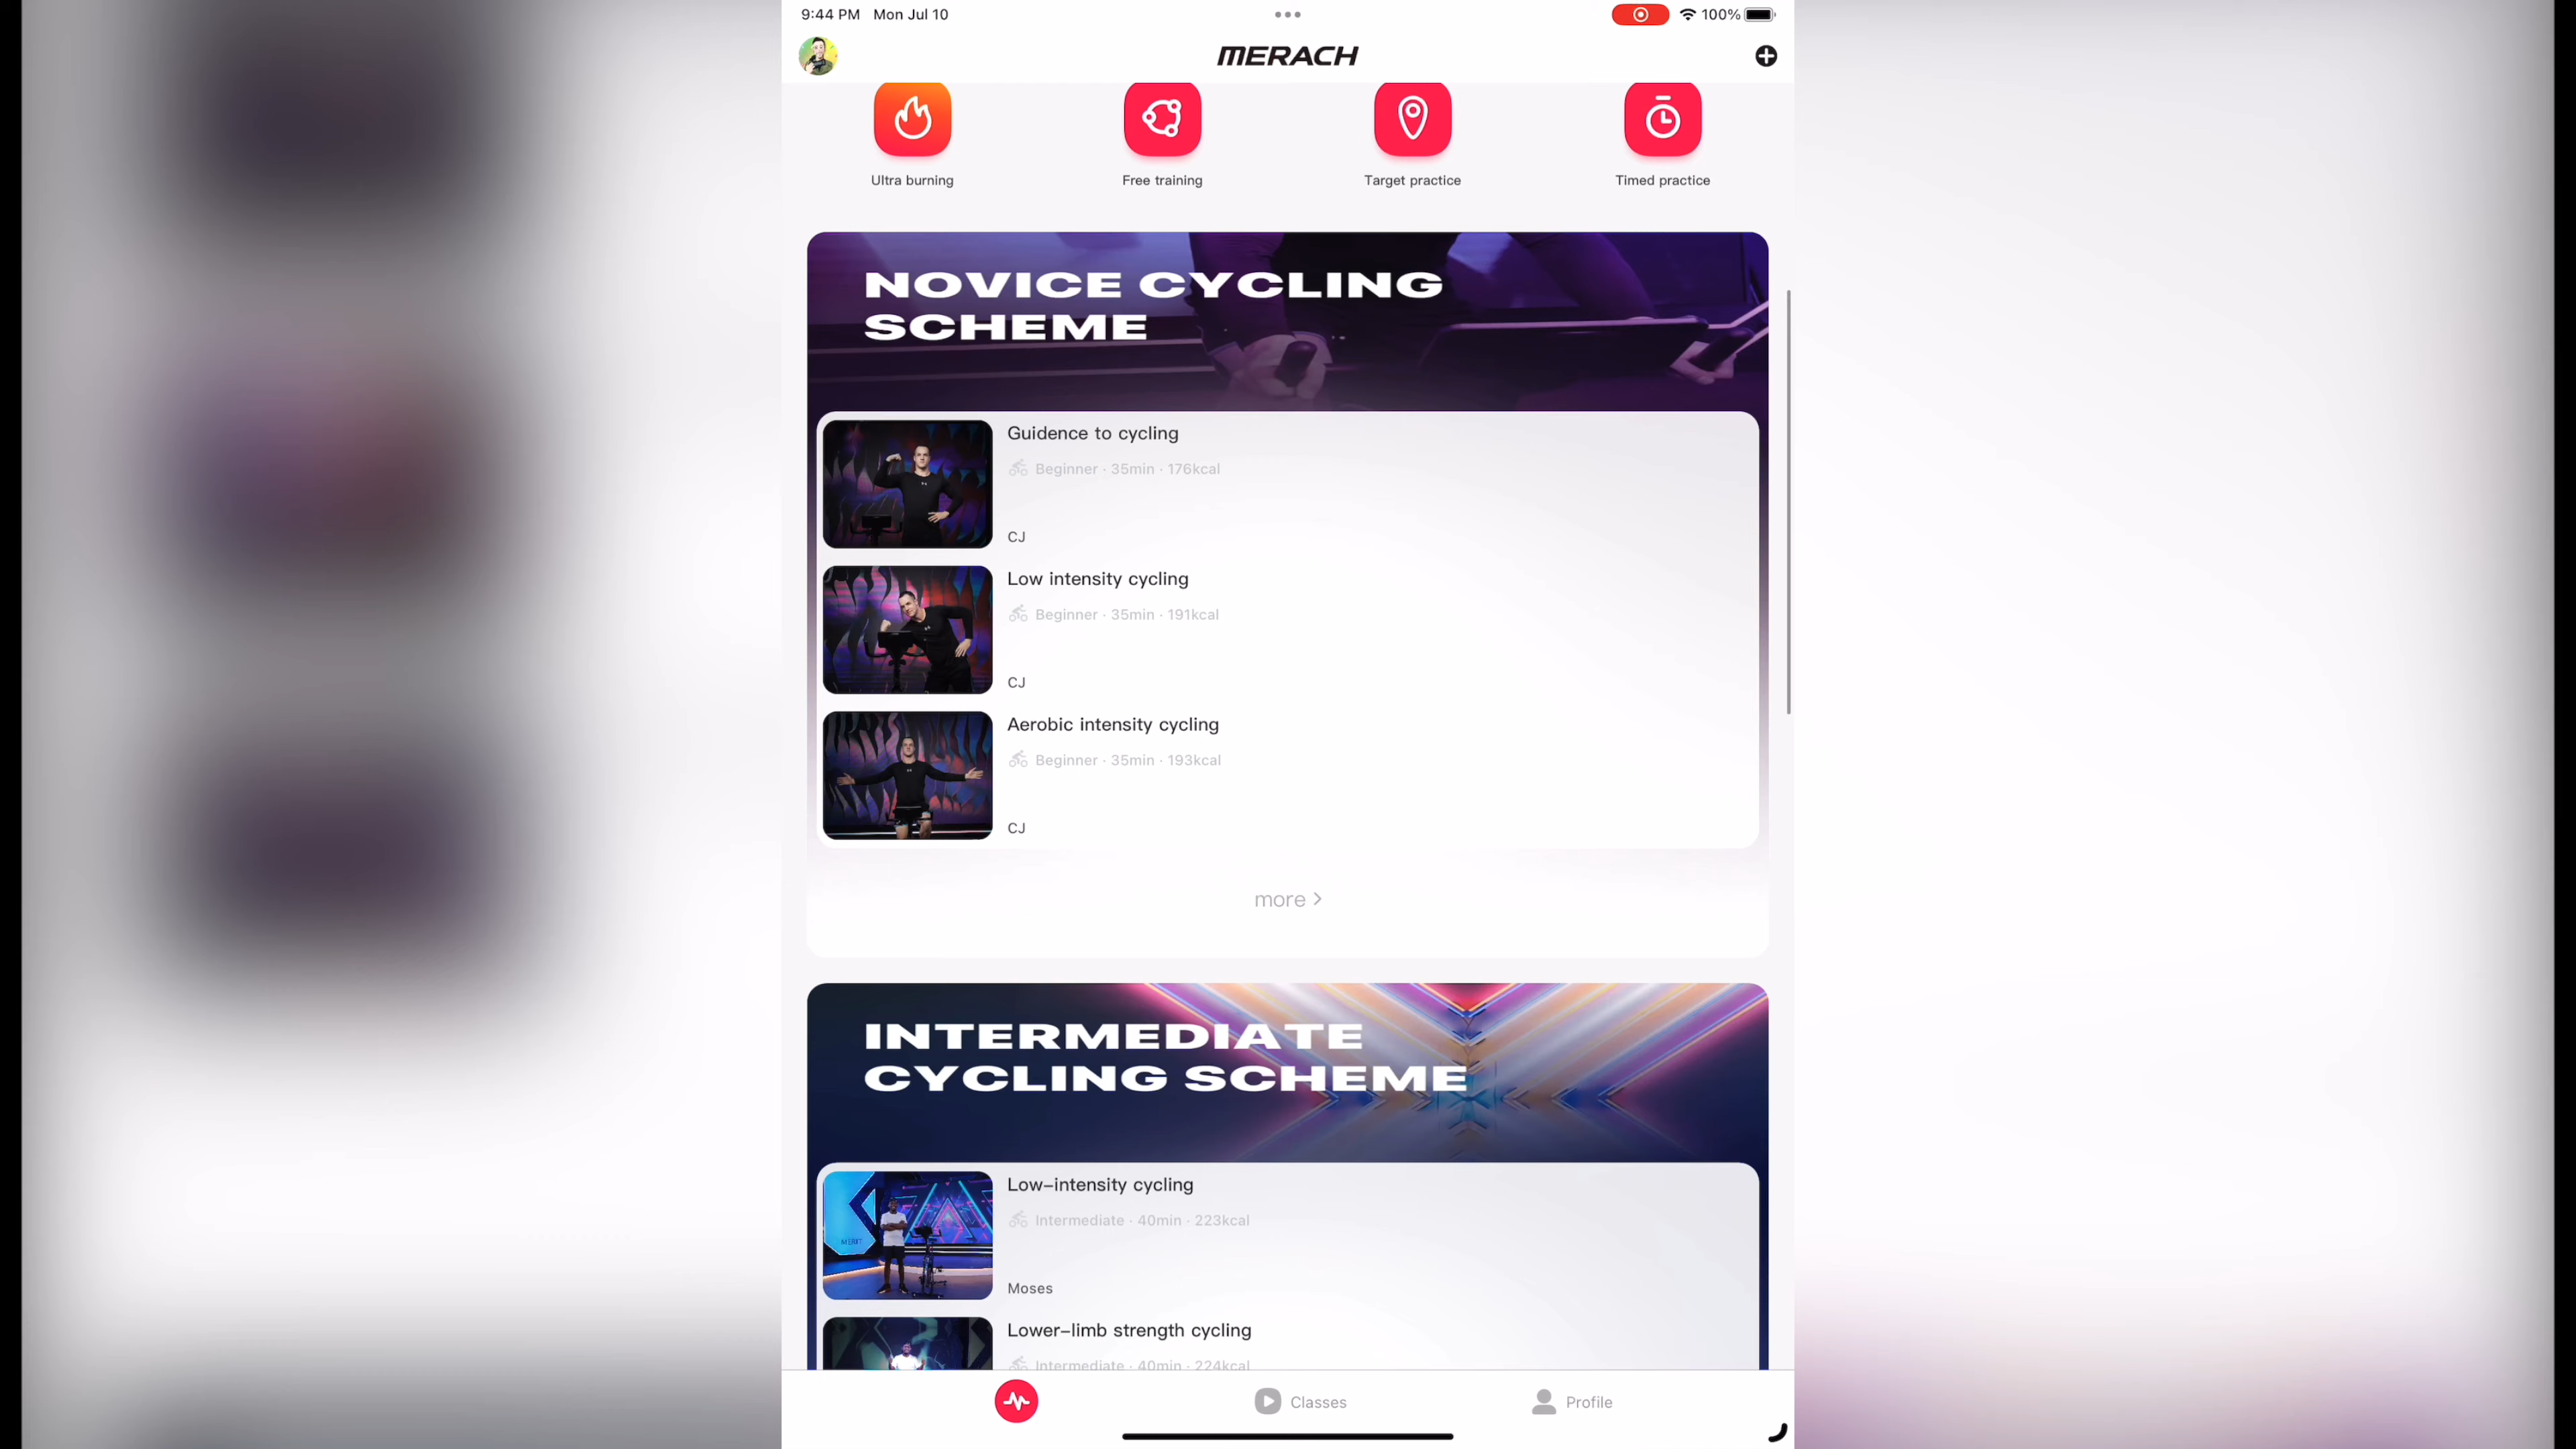 9:44 PM Mon Jul 10
100%
MERACH
Ultra burning
Free training
Target practice
Timed practice
NOVICE CYCLING
SCHEME
Guidence to cycling
Beginner · 35min · 176kcal
CJ
Low intensity cycling
Beginner · 35min · 191kcal
CJ
Aerobic intensity cycling
Beginner · 35min · 193kcal
CJ
more >
INTERMEDIATE
CYCLING SCHEME
MERIT
Low-intensity cycling
Intermediate · 40min · 223kcal
Moses
Lower-limb strength cycling
Intermediate · 40min · 224kcal
Classes
Profile